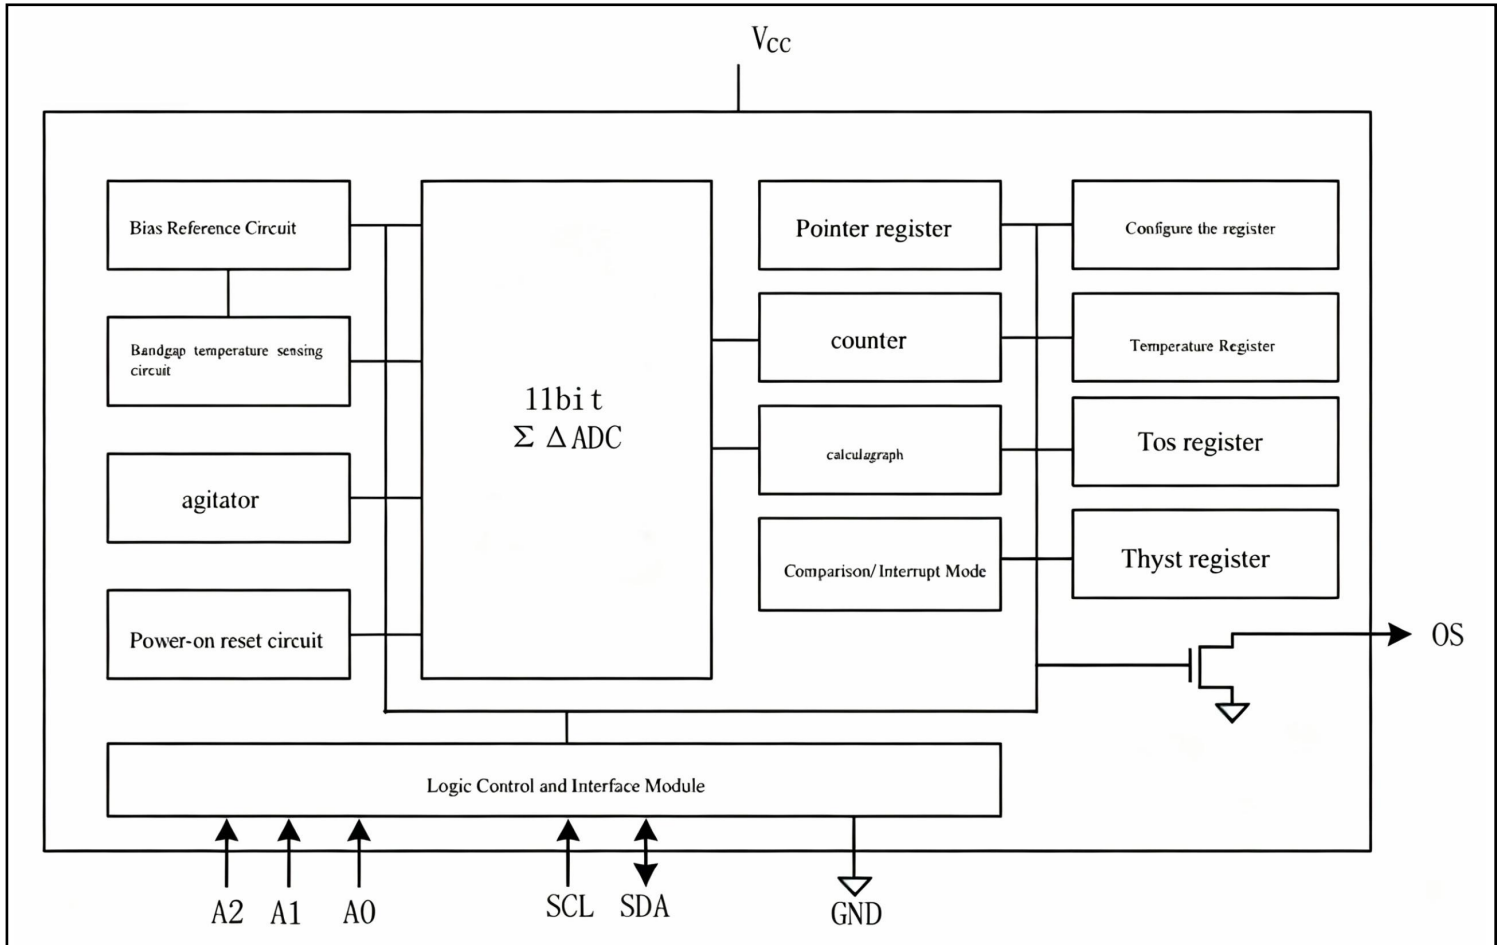 Vcc
Bias Reference Circuit
Pointer register
Configure the register
Bandgap temperature sensing
circuit
11bit
Σ Δ ADC
counter
Temperature Register
calculagraph
Tos register
agitator
Comparison/Interrupt Mode
Thyst register
Power-on reset circuit
OS
Logic Control and Interface Module
A2
A1
A0
SCL
SDA
GND